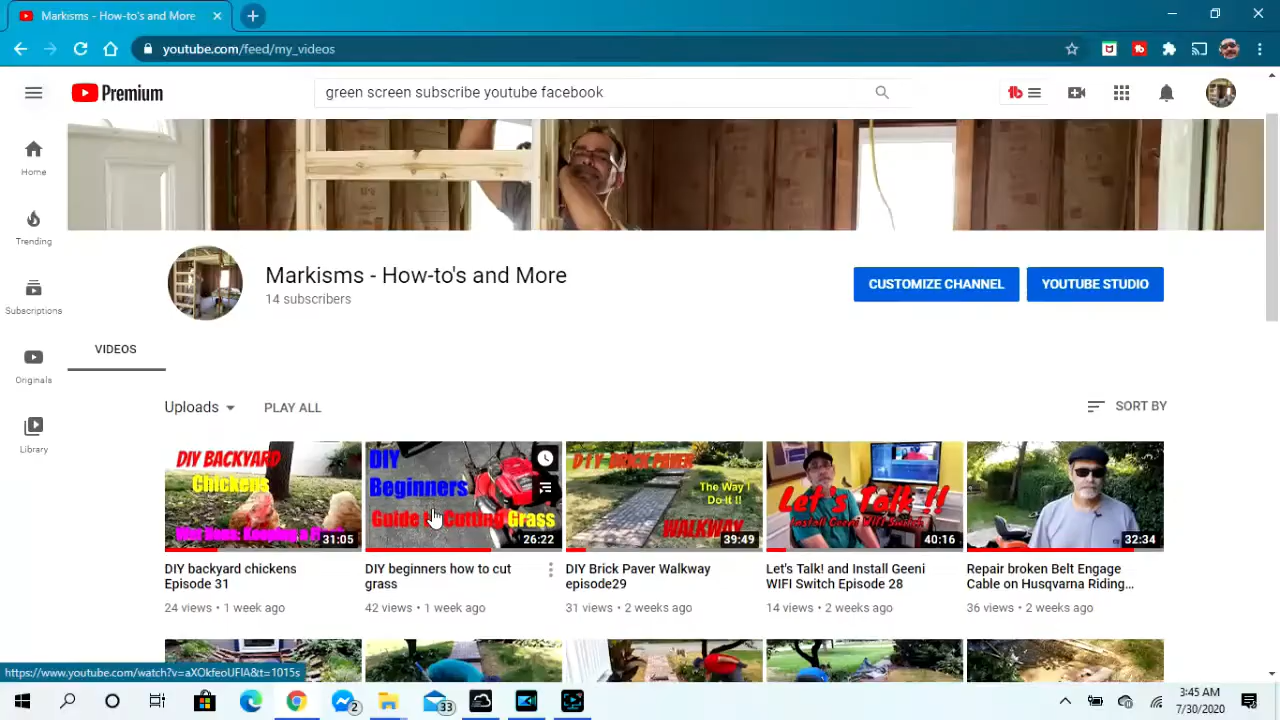 Markisms - How-to's and More
youtube.com/feed/my_videos
Premium
green screen subscribe youtube facebook
Home
Trending
Subscriptions
Originals
Library
Markisms - How-to's and More
14 subscribers
CUSTOMIZE CHANNEL
YOUTUBE STUDIO
VIDEOS
Uploads
PLAY ALL
SORT BY
DIY BACKYARD
Chickens
31:05
DIY
Beginners
Guide to Cutting Grass
26:22
DIY BRICK PAVER
The Way I
Do It !!
WALKWAY
39:49
Let's Talk !!
Install Geeni WIFI Switch
40:16
32:34
DIY backyard chickens
Episode 31
24 views • 1 week ago
DIY beginners how to cut
grass
42 views • 1 week ago
DIY Brick Paver Walkway
episode29
31 views • 2 weeks ago
Let's Talk! and Install Geeni
WIFI Switch Episode 28
14 views • 2 weeks ago
Repair broken Belt Engage
Cable on Husqvarna Riding...
36 views • 2 weeks ago
https://www.youtube.com/watch?v=aXOkfeoUFIA&t=1015s
2
33
3:45 AM
7/30/2020